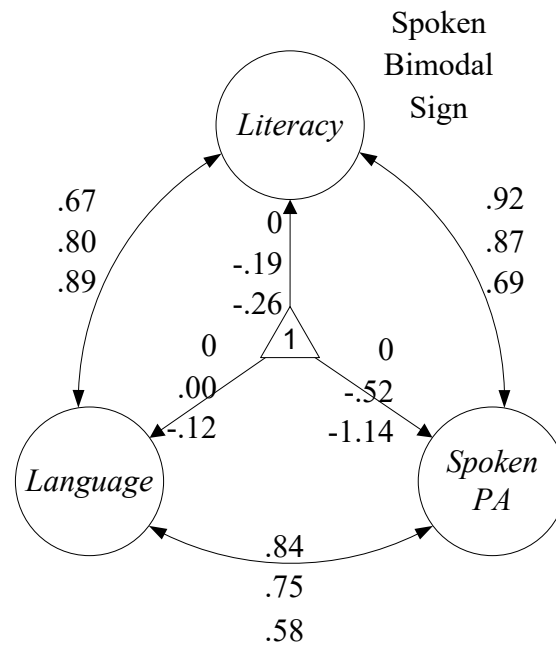 Spoken
Bimodal
Sign
Literacy
.67
.80
.89
.92
.87
.69
0
-.19
-.26
1
0
.00
-.12
0
-.52
-1.14
Language
Spoken
PA
.84
.75
.58